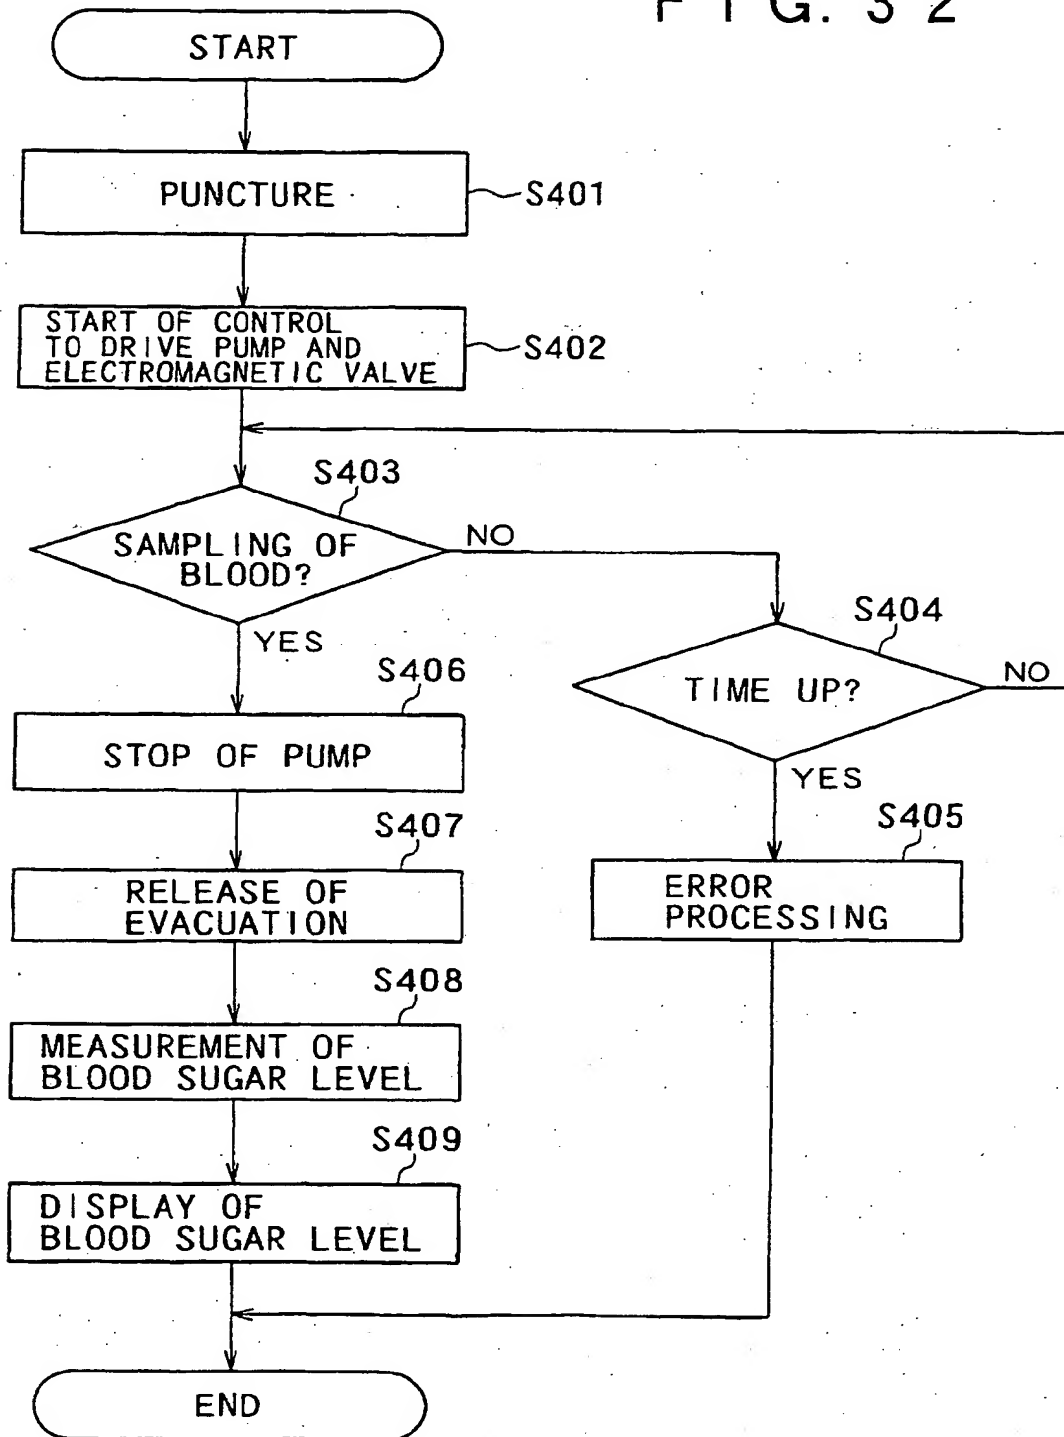 FIG. 32
START
PUNCTURE
S401
START OF CONTROL
TO DRIVE PUMP AND
ELECTROMAGNETIC VALVE
S402
S403
SAMPLING OF
BLOOD?
NO
YES
S404
TIME UP?
NO
YES
S405
ERROR
PROCESSING
S406
STOP OF PUMP
S407
RELEASE OF
EVACUATION
S408
MEASUREMENT OF
BLOOD SUGAR LEVEL
S409
DISPLAY OF
BLOOD SUGAR LEVEL
END